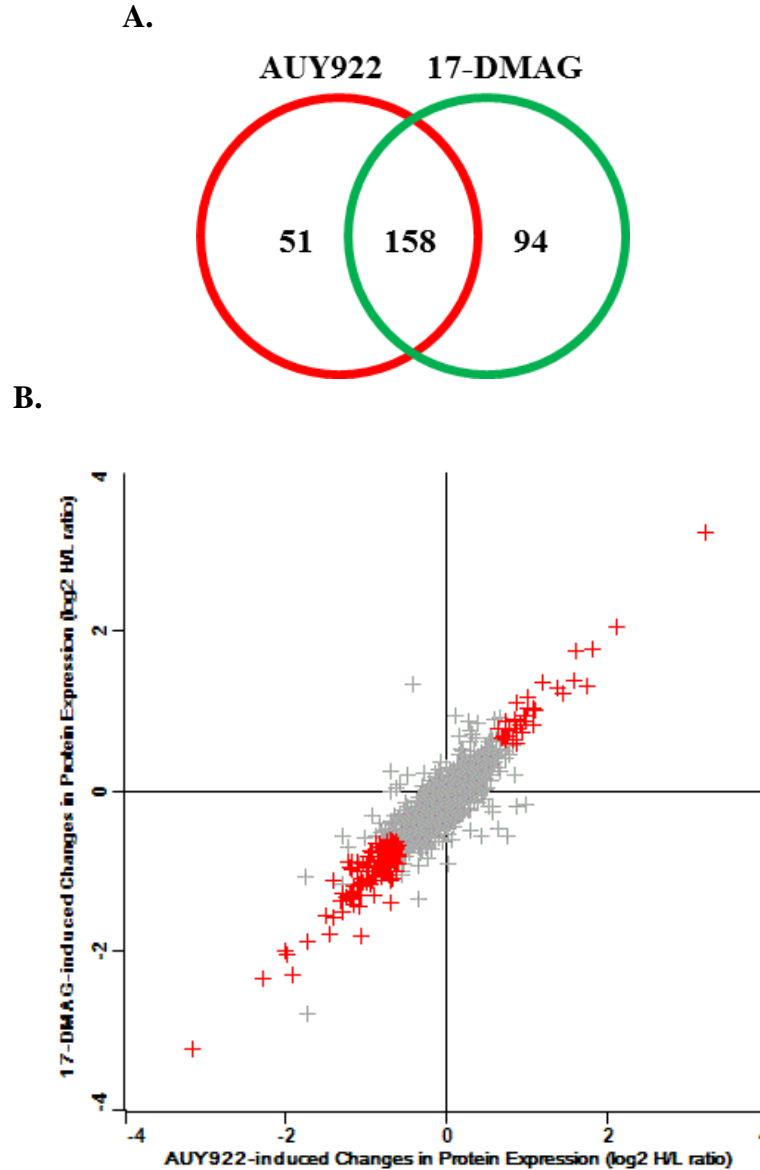 A.
AUY922 17-DMAG
51 158 94
B.
17-DMAG-induced Changes in Protein Expression (log2 H/L ratio)
4
2
0
-2
-4
-4 -2 0 2 4
AUY922-induced Changes in Protein Expression (log2 H/L ratio)